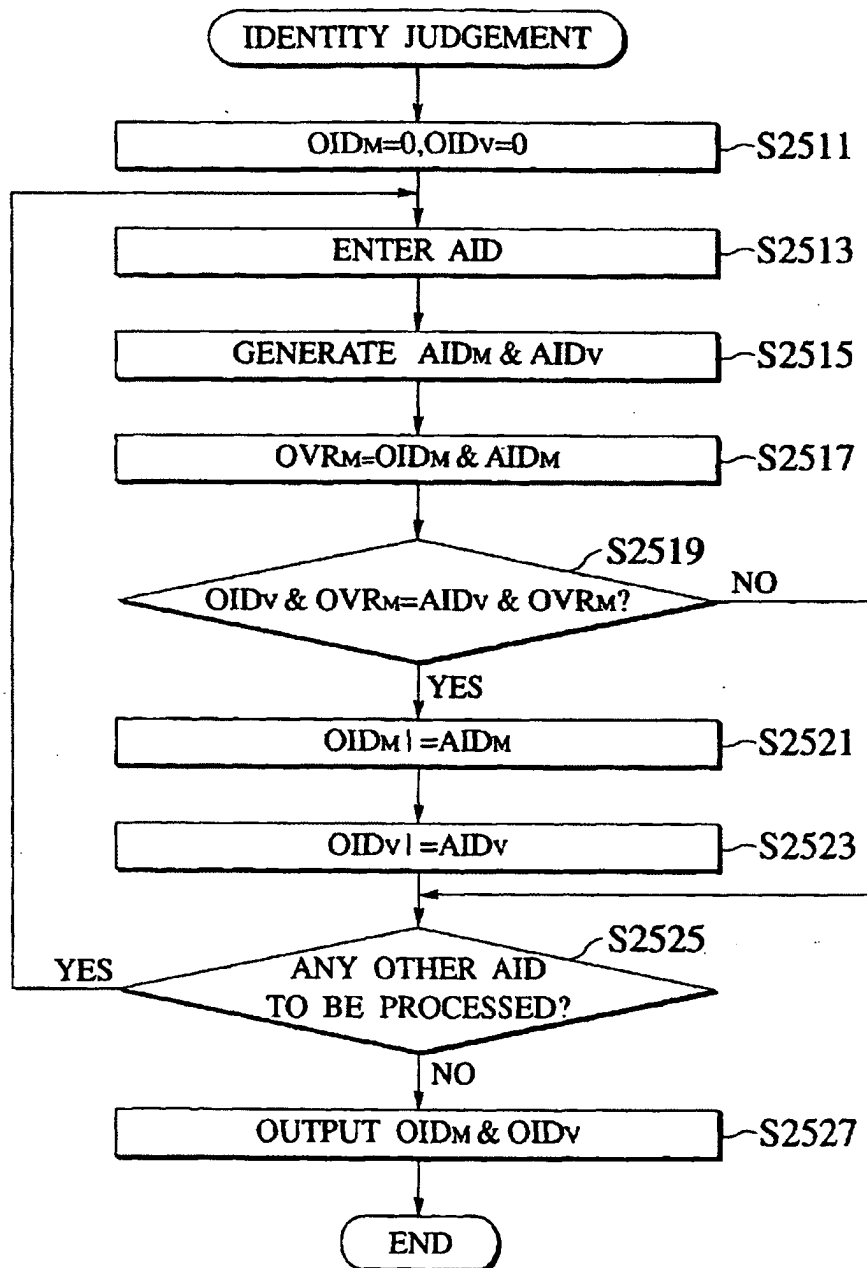 IDENTITY JUDGEMENT
OIDM=0,OIDV=0
S2511
ENTER AID
S2513
GENERATE AIDM & AIDV
S2515
OVRM=OIDM & AIDM
S2517
S2519
OIDV & OVRM=AIDV & OVRM?
NO
YES
OIDM|=AIDM
S2521
OIDV|=AIDV
S2523
S2525
YES
ANY OTHER AID
TO BE PROCESSED?
NO
OUTPUT OIDM & OIDV
S2527
END